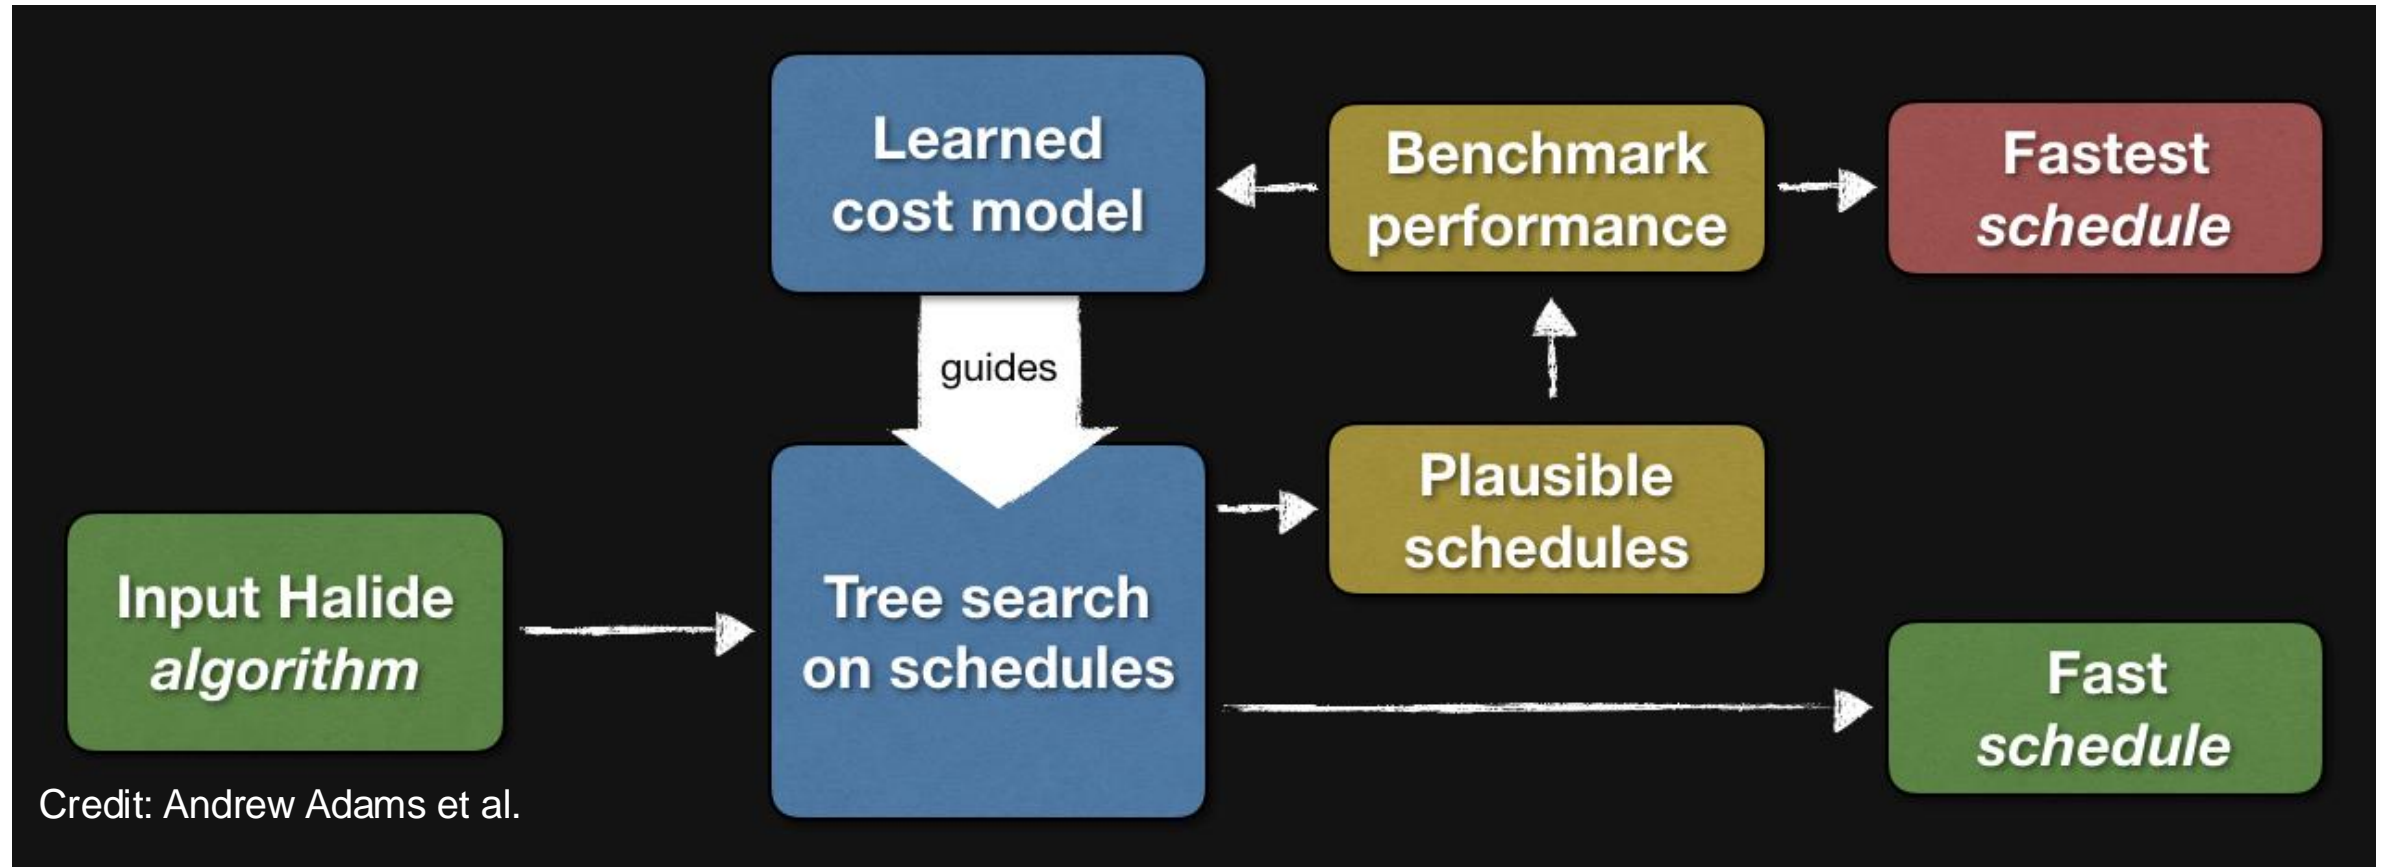 Learned
cost model
Benchmark
performance
Fastest
schedule
guides
Plausible
schedules
Input Halide
algorithm
Tree search
on schedules
Fast
schedule
Credit: Andrew Adams et al.